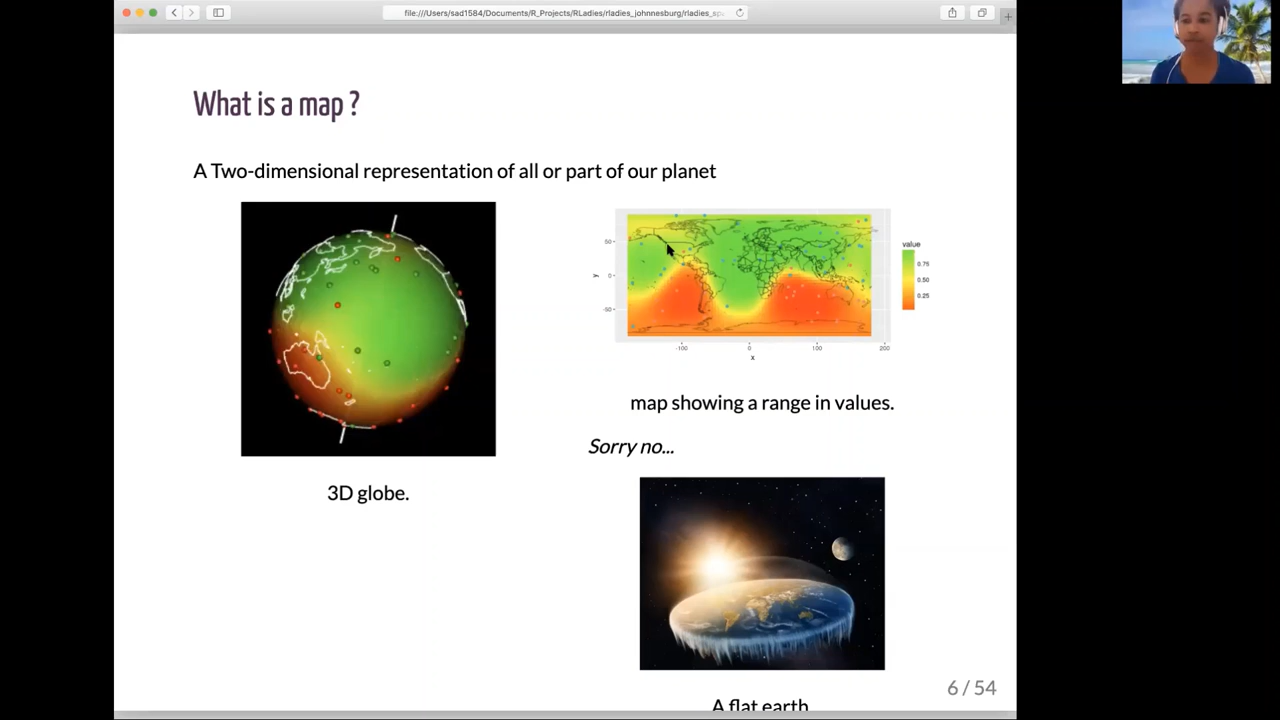 file:///Users/sad1584/Documents/R_Projects/RLadies/rladies_johnnesburg/rladies_sp
What is a map ?
A Two-dimensional representation of all or part of our planet
50
0
-50
y
-100
0
100
200
x
value
0.75
0.50
0.25
map showing a range in values.
Sorry no...
3D globe.
A flat earth
6 / 54